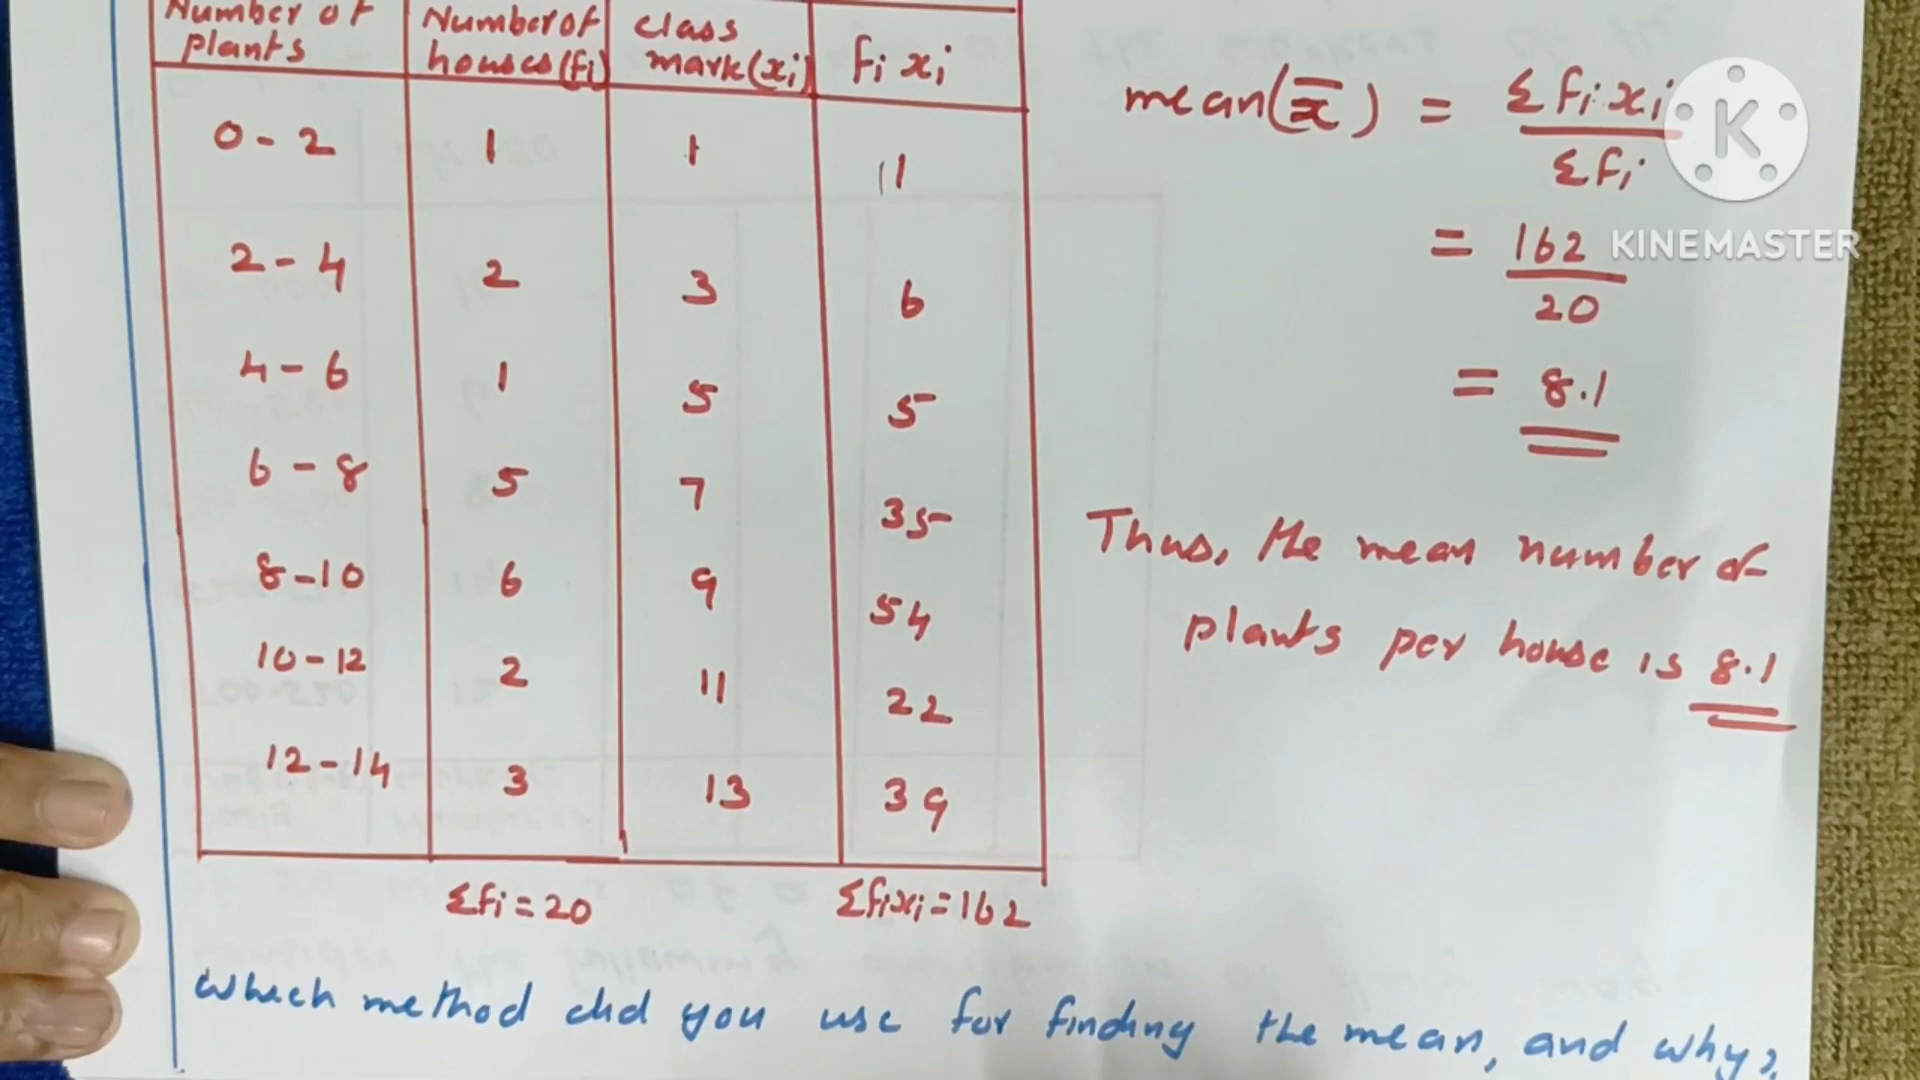 Number of plants | Number of houses (fi) | class mark (xi) | fi xi
0 - 2 | 1 | 1 | 1
2 - 4 | 2 | 3 | 6
4 - 6 | 1 | 5 | 5
6 - 8 | 5 | 7 | 35
8 - 10 | 6 | 9 | 54
10 - 12 | 2 | 11 | 22
12 - 14 | 3 | 13 | 39
Σfi = 20 Σfixi = 162
mean(x̄) = Σfixi / Σfi
= 162 / 20
= 8.1
Thus, the mean number of
plants per house is 8.1
which method did you use for finding the mean, and why?
K
KINEMASTER